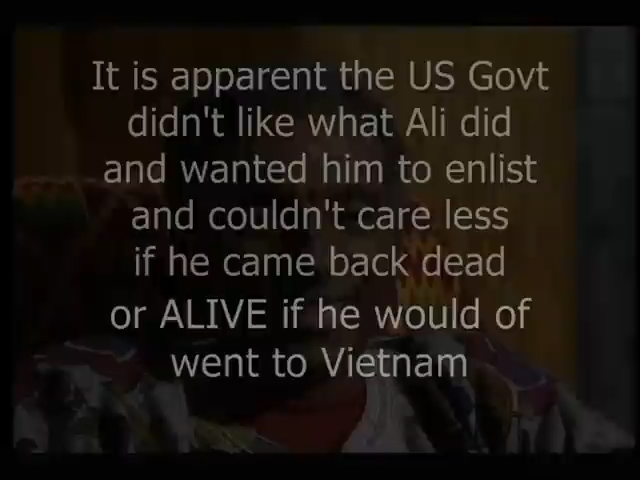 It is apparent the US Govt
didn't like what Ali did
and wanted him to enlist
and couldn't care less
if he came back dead
or ALIVE if he would of
went to Vietnam